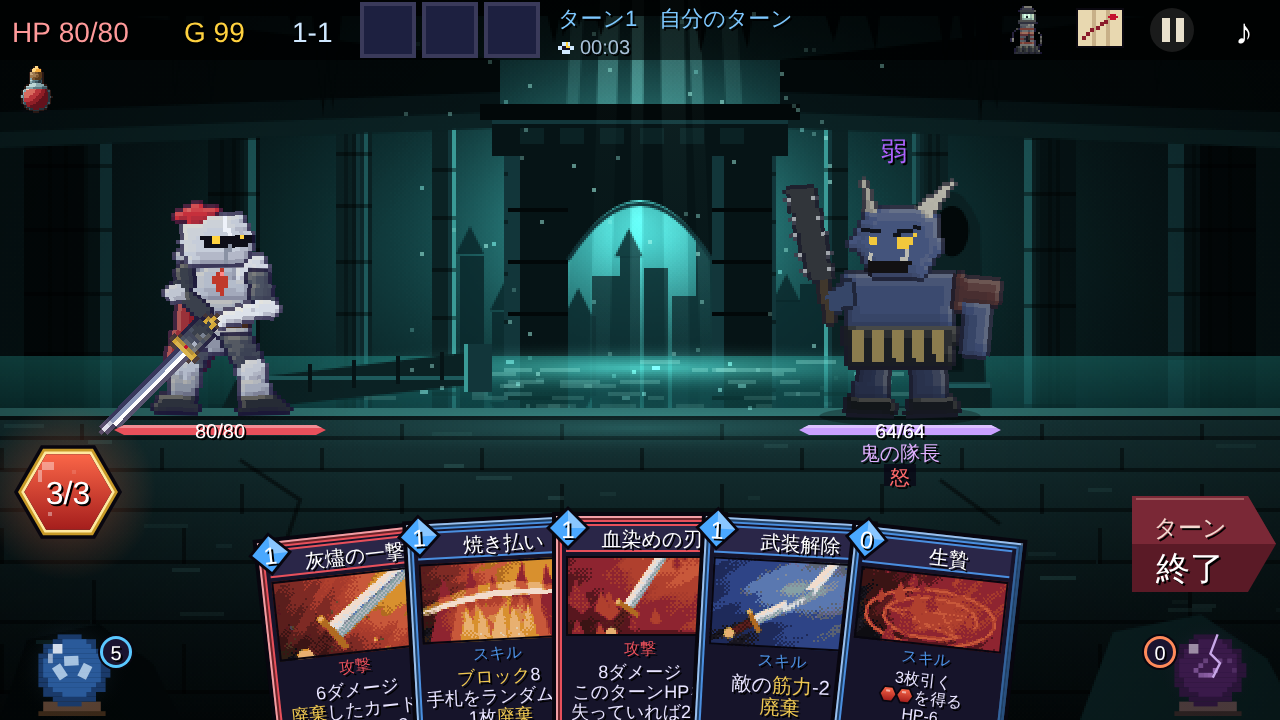 HP 80/80
G 99
1-1
ターン1 自分のターン
00:03
弱
80/80
64/64
鬼の隊長
怒
3/3
ターン
終了
1
灰燼の一撃
攻撃
6ダメージ
廃棄したカード
1
焼き払い
スキル
ブロック8
手札をランダム
1枚廃棄
1
血染めの刃
攻撃
8ダメージ
このターンHP
失っていれば2
1
武装解除
スキル
敵の筋力-2
廃棄
0
生贄
スキル
3枚引く
を得る
HP-6
5
0